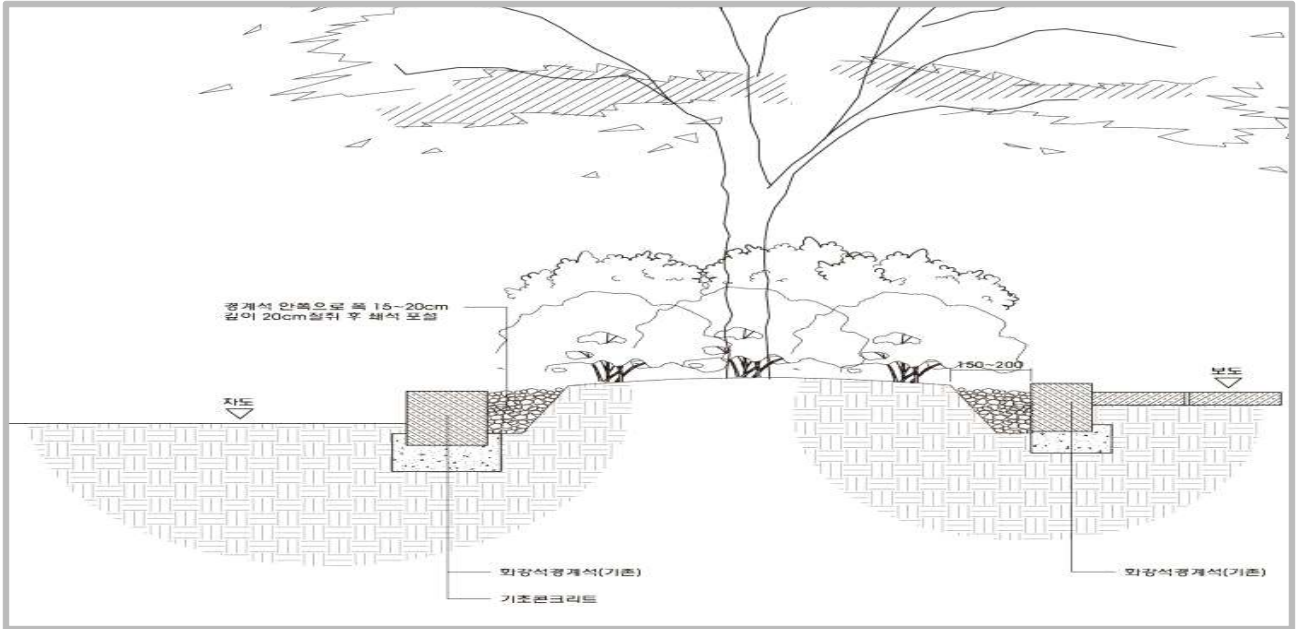 경계석 안쪽으로 폭 15~20cm
깊이 20cm절취 후 쇄석 포설
150~200
보도
차도
화강석경계석(기존)
화강석경계석(기존)
기초콘크리트